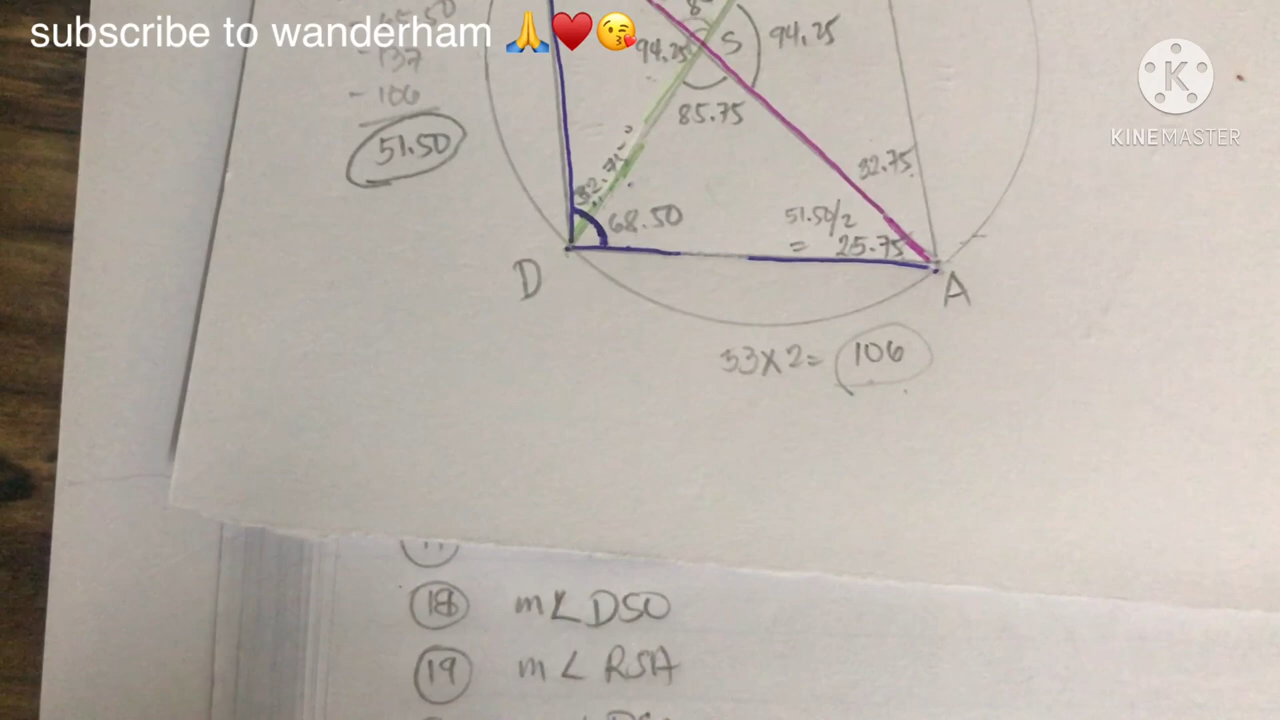 subscribe to wanderham 🙏❤️😘
- 137
- 106
51.50
94.25
S
94.25
85.75
32.75
32.75°
68.50
51.50/2
= 25.75
D
A
53x2= 106
KINEMASTER
18 m∠DSO
19 m∠RSA